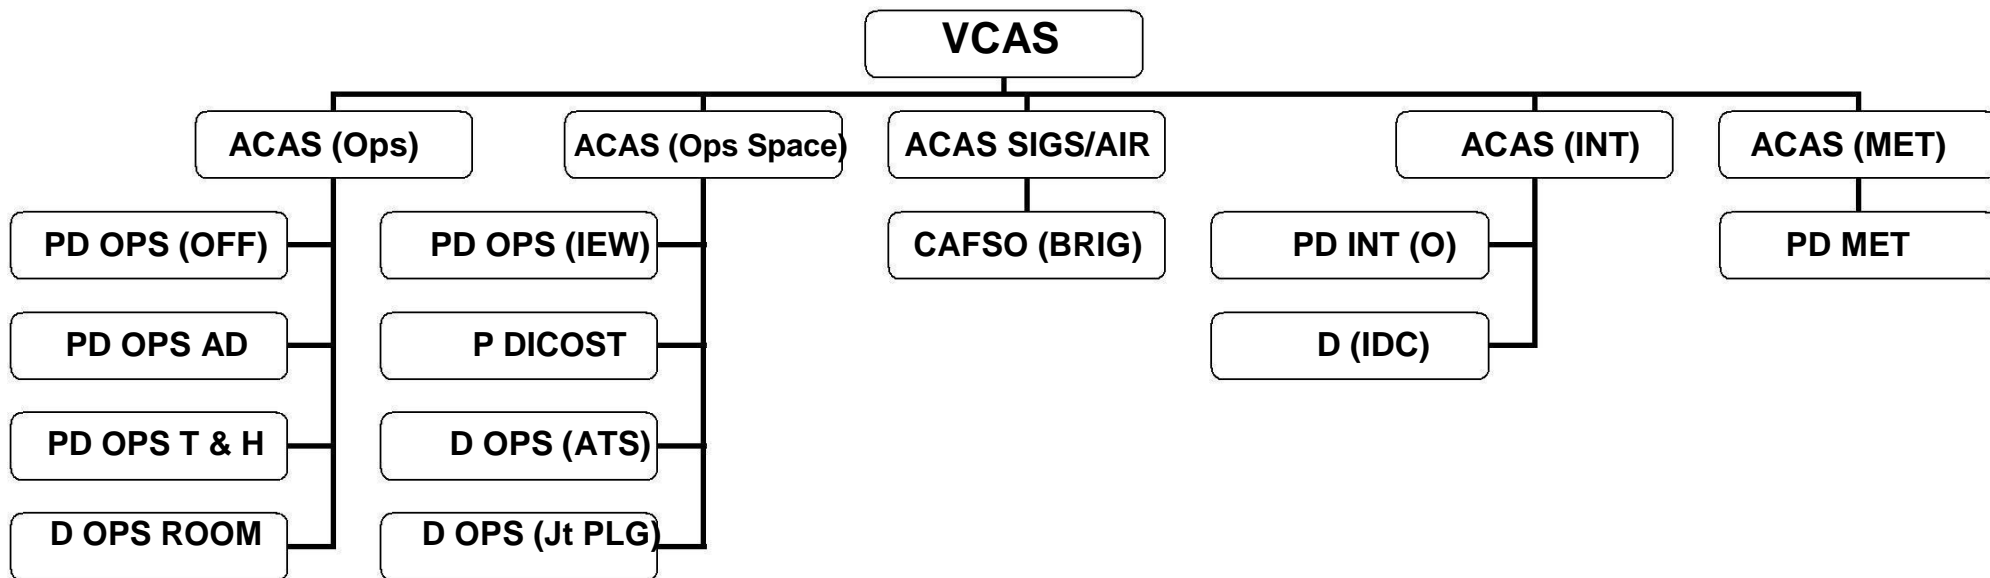 VCAS
ACAS (Ops)
ACAS (Ops Space)
ACAS SIGS/AIR
ACAS (INT)
ACAS (MET)
PD OPS (OFF)
PD OPS (IEW)
CAFSO (BRIG)
PD INT (O)
PD MET
PD OPS AD
P DICOST
D (IDC)
PD OPS T & H
D OPS (ATS)
D OPS ROOM
D OPS (Jt PLG)